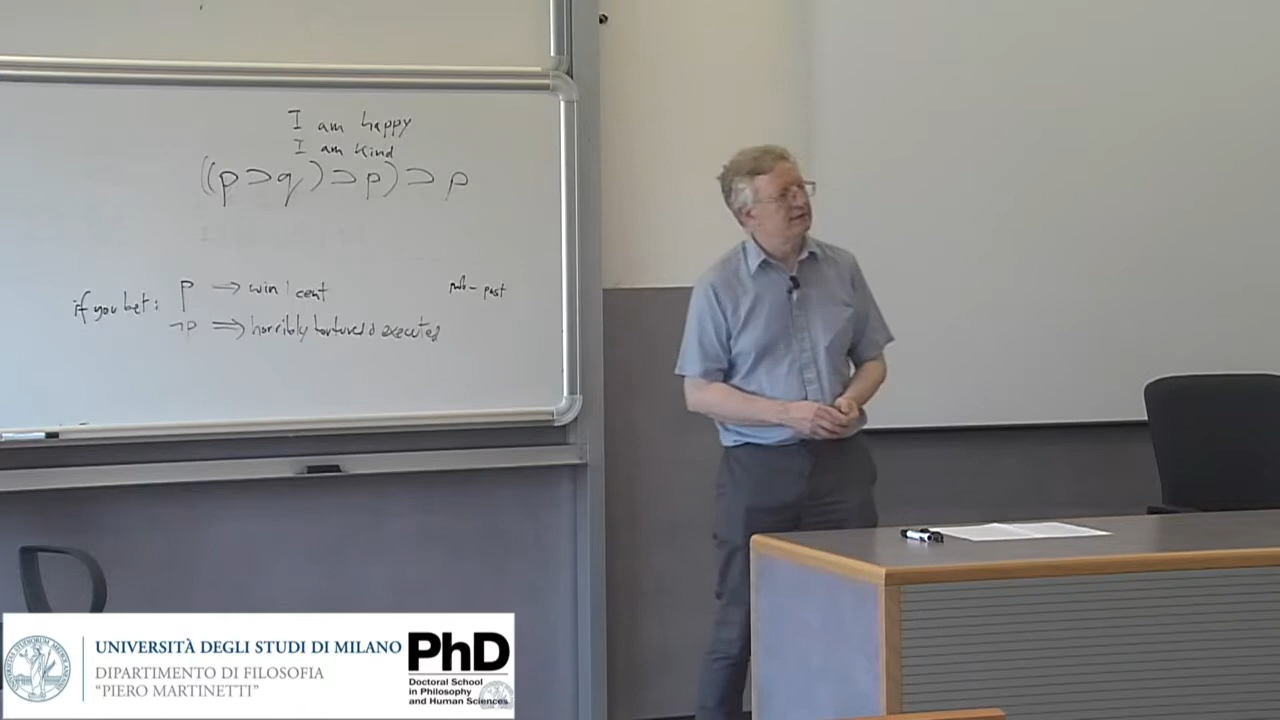 I am happy
I am kind
((p ⊃ q) ⊃ p) ⊃ p
if you bet: p → win 1 cent
¬p ⇒ horribly tortured & executed
UNIVERSITÀ DEGLI STUDI DI MILANO
DIPARTIMENTO DI FILOSOFIA
"PIERO MARTINETTI"
PhD
Doctoral School
in Philosophy
and Human Sciences